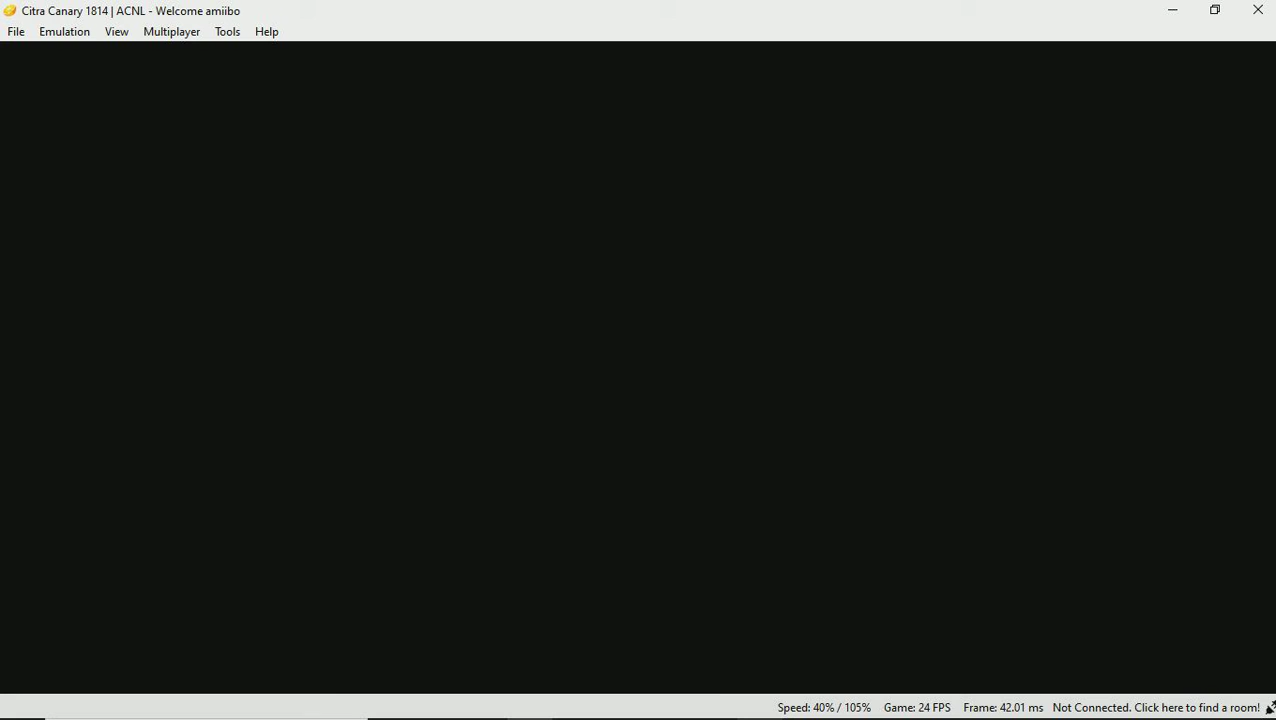 Citra Canary 1814 | ACNL - Welcome amiibo
File Emulation View Multiplayer Tools Help
Speed: 40% / 105% Game: 24 FPS Frame: 42.01 ms Not Connected. Click here to find a room!